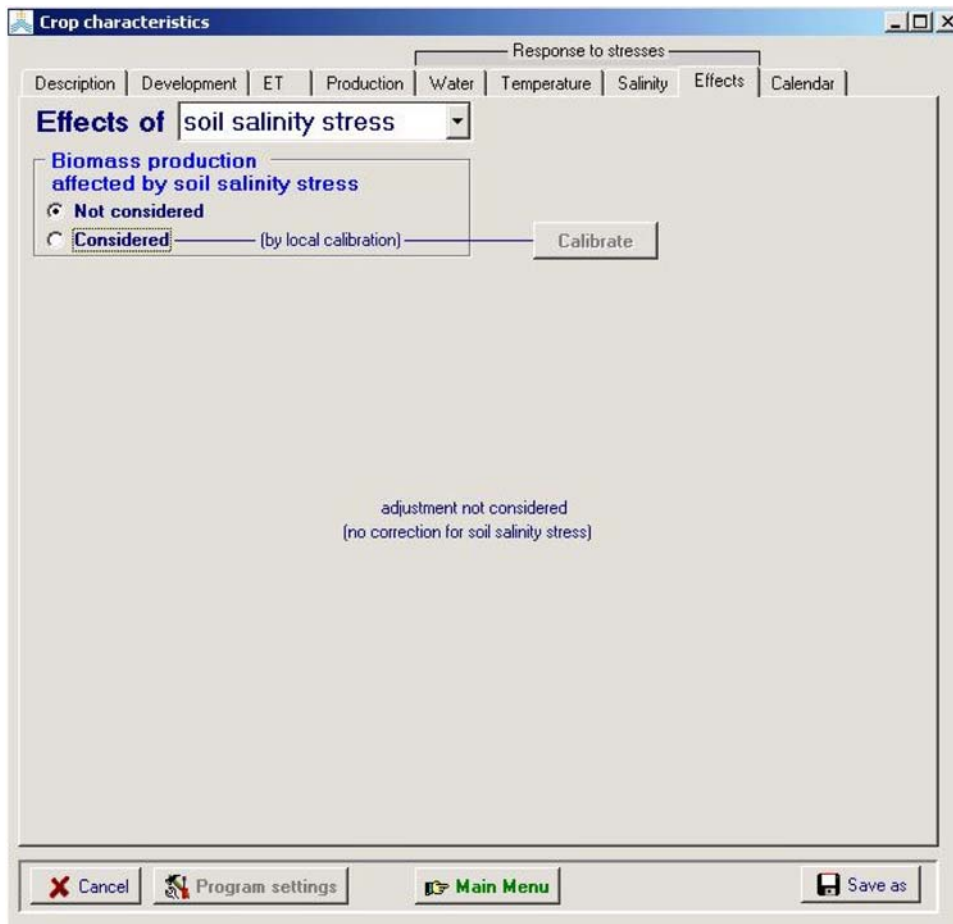 Crop characteristics
Response to stresses
Description Development ET Production Water Temperature Salinity Effects Calendar
Effects of soil salinity stress
Biomass production
affected by soil salinity stress
Not considered
Considered (by local calibration) Calibrate
adjustment not considered
(no correction for soil salinity stress)
Cancel Program settings Main Menu Save as